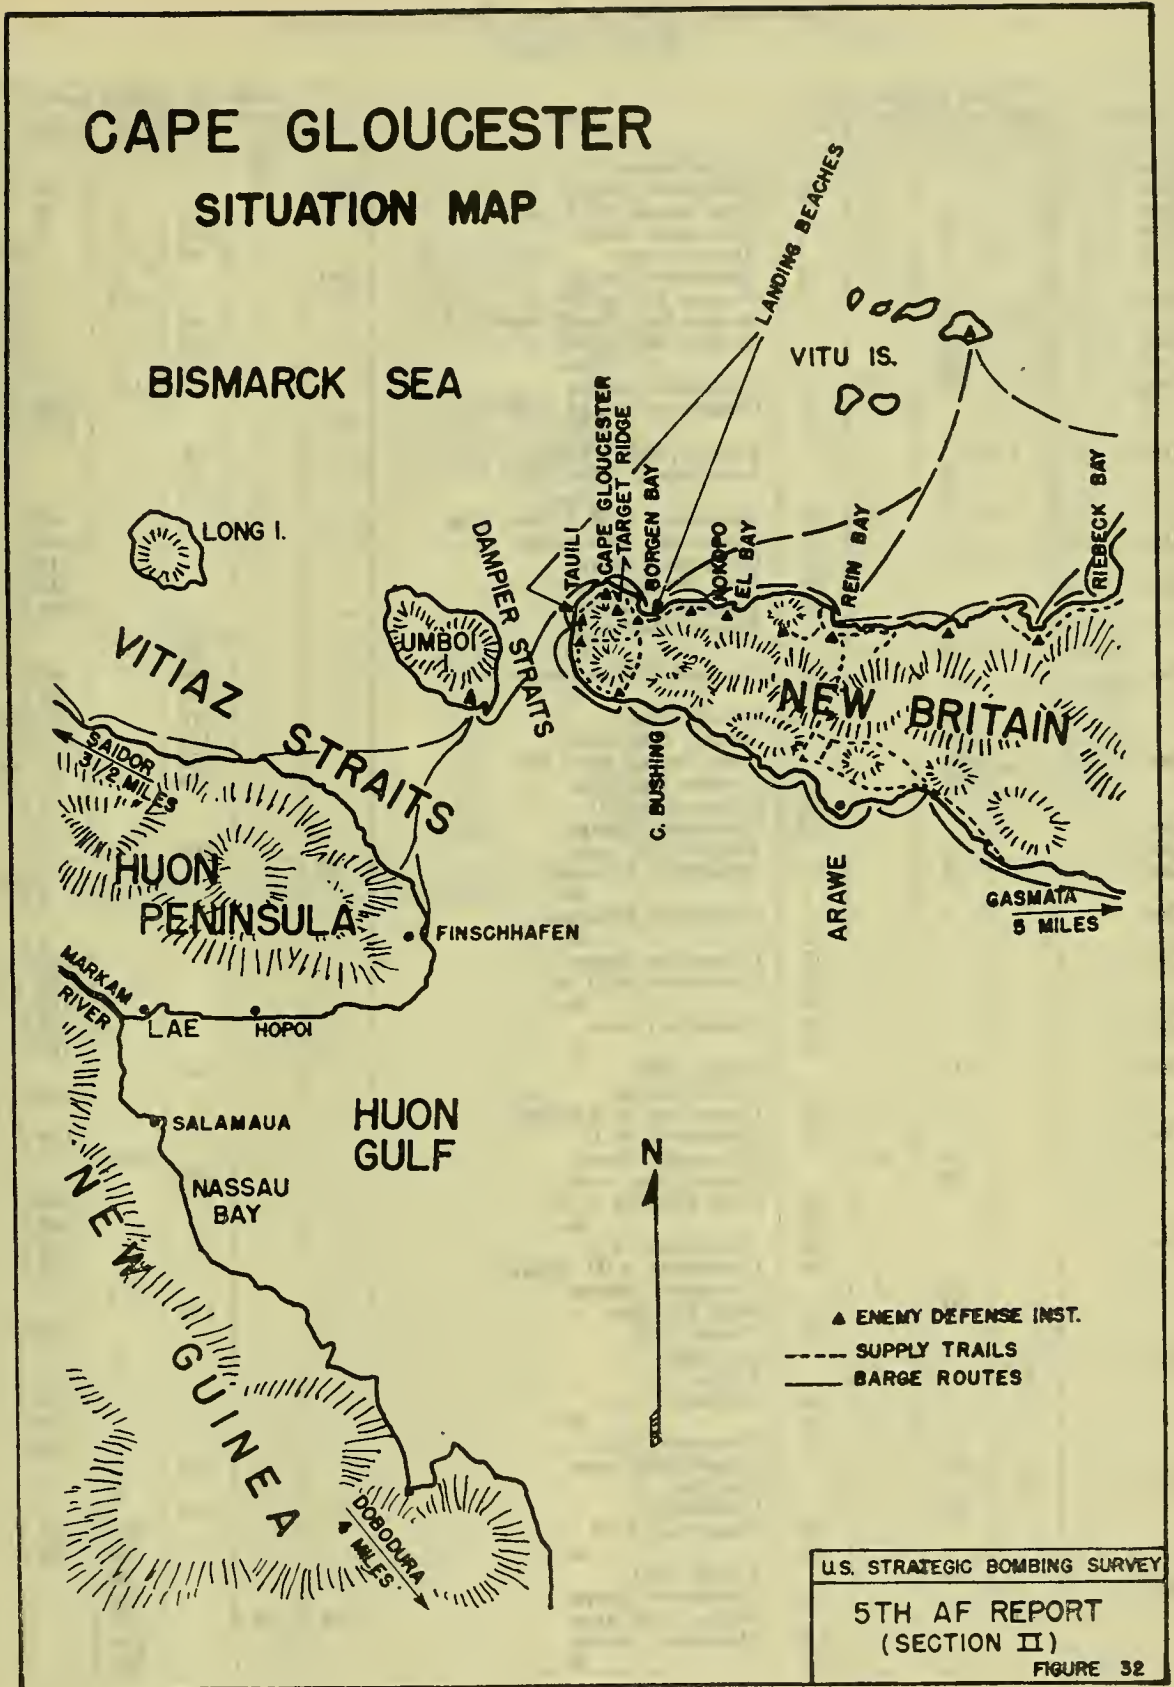 CAPE GLOUCESTER
SITUATION MAP
LANDING BEACHES
VITU IS.
BISMARCK SEA
CAPE GLOUCESTER
TARGET RIDGE
TAUILI
BORGEN BAY
NOKOPO
EL BAY
REIN BAY
RIEBECK BAY
LONG I.
DAMPIER STRAITS
UMBOI
I.
VITIAZ
STRAITS
NEW BRITAIN
SAIDOR
3 1/2 MILES
C. BUSHING
HUON
PENINSULA
ARAWE
GASMATA
5 MILES
FINSCHHAFEN
MARKAM
RIVER
LAE
HOPOI
SALAMAUA
HUON
GULF
NASSAU
BAY
N
NEW GUINEA
ENEMY DEFENSE INST.
SUPPLY TRAILS
BARGE ROUTES
DOBODURA
4 MILES
U.S. STRATEGIC BOMBING SURVEY
5TH AF REPORT
(SECTION II)
FIGURE 32